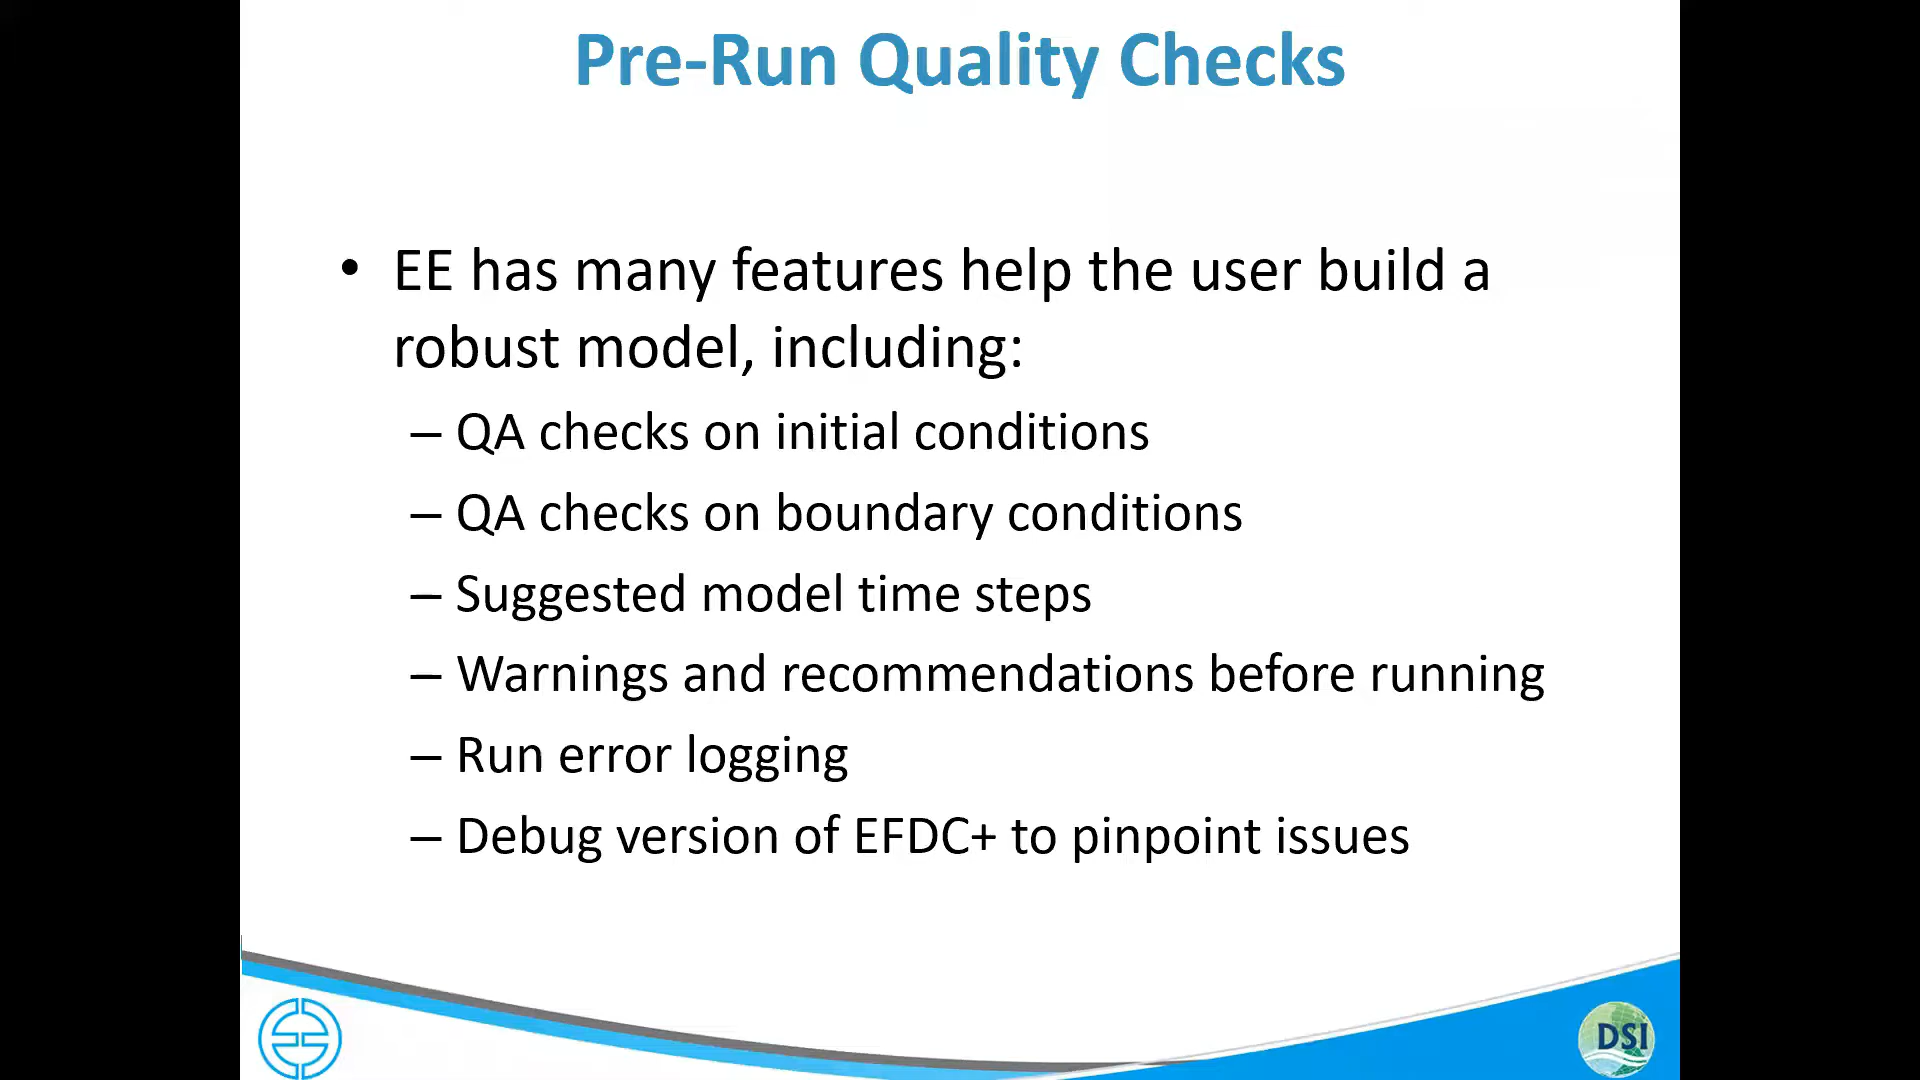 Pre-Run Quality Checks
• EE has many features help the user build a
robust model, including:
– QA checks on initial conditions
– QA checks on boundary conditions
– Suggested model time steps
– Warnings and recommendations before running
– Run error logging
– Debug version of EFDC+ to pinpoint issues
DSI